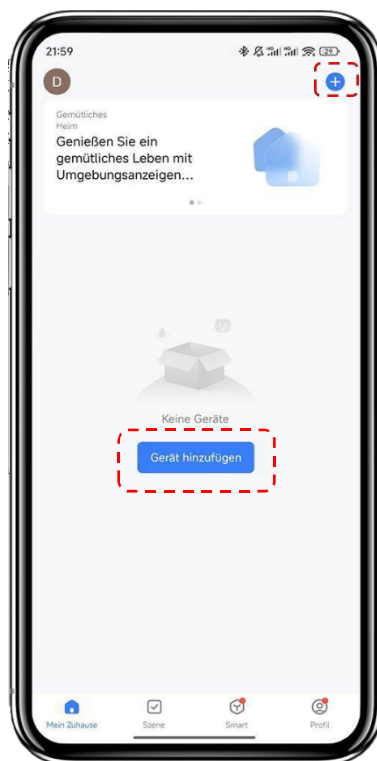 21:59
29
D
Gemütliches
Heim
Genießen Sie ein
gemütliches Leben mit
Umgebungsanzeigen...
Keine Geräte
Gerät hinzufügen
Mein Zuhause
Szene
Smart
Profil